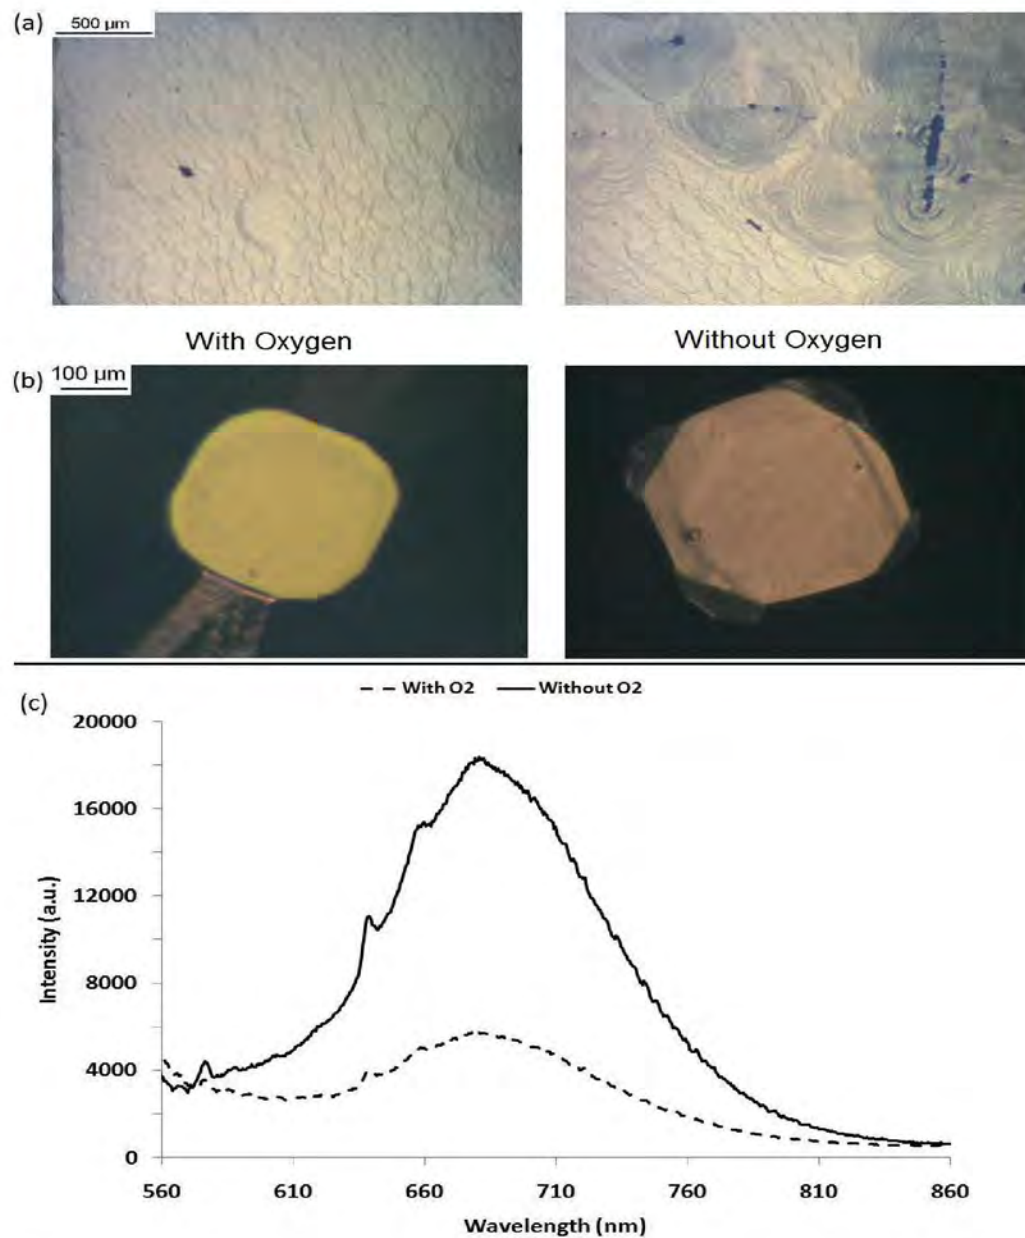 (a)
500 µm
With Oxygen
Without Oxygen
(b)
100 µm
(c)
With O2
Without O2
20000
16000
12000
8000
4000
0
Intensity (a.u.)
560
610
660
710
760
810
860
Wavelength (nm)